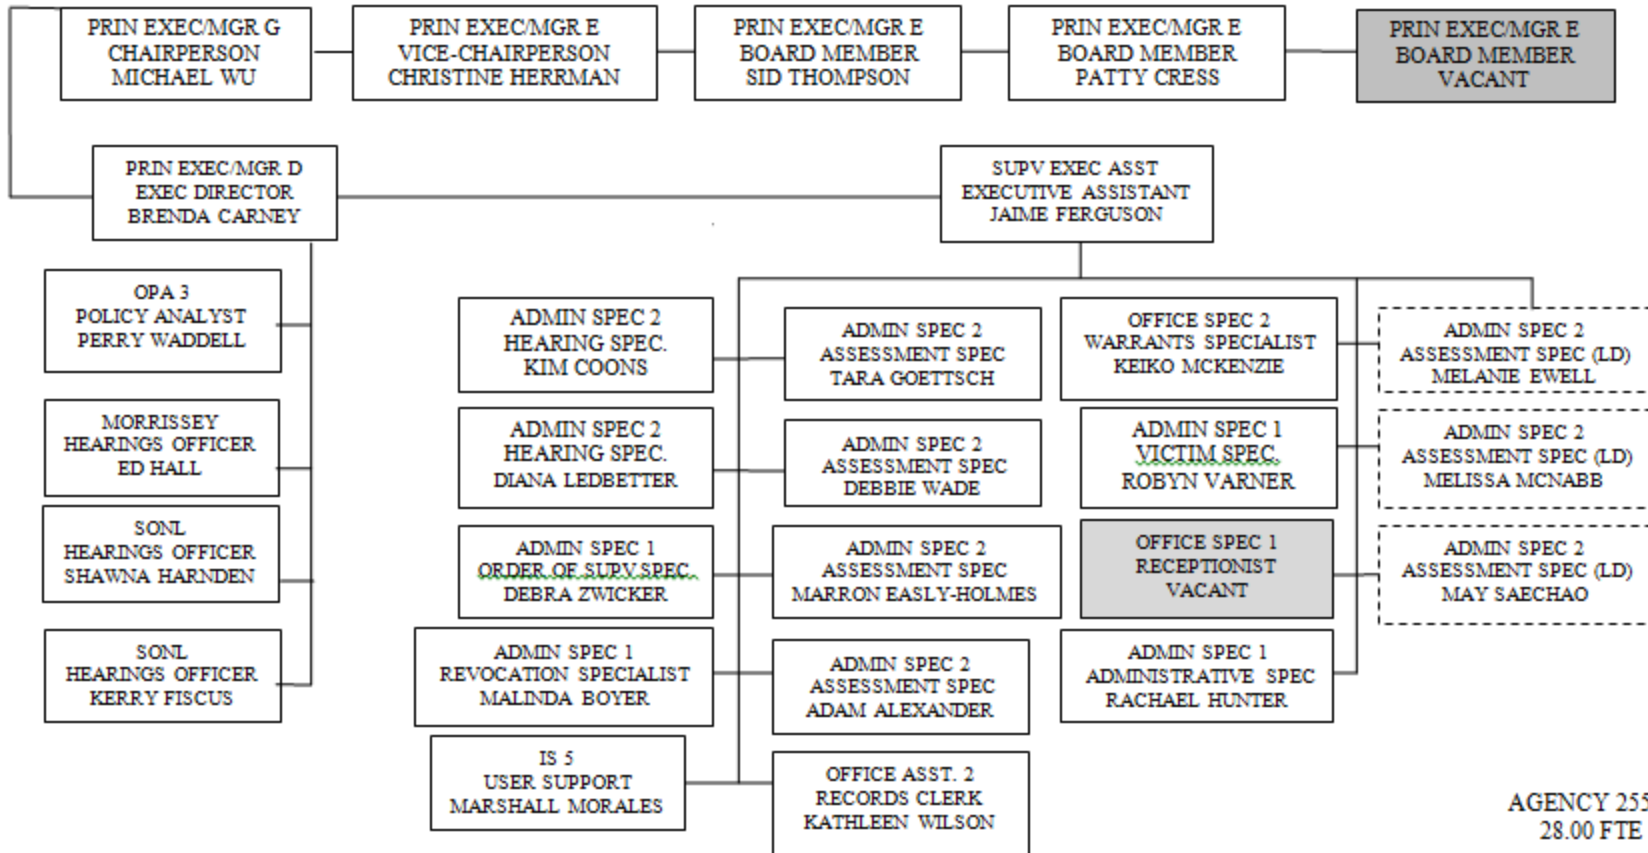 PRIN EXEC/MGR G
CHAIRPERSON
MICHAEL WU
PRIN EXEC/MGR E
VICE-CHAIRPERSON
CHRISTINE HERRMAN
PRIN EXEC/MGR E
BOARD MEMBER
SID THOMPSON
PRIN EXEC/MGR E
BOARD MEMBER
PATTY CRESS
PRIN EXEC/MGR E
BOARD MEMBER
VACANT
PRIN EXEC/MGR D
EXEC DIRECTOR
BRENDA CARNEY
SUPV EXEC ASST
EXECUTIVE ASSISTANT
JAIME FERGUSON
OPA 3
POLICY ANALYST
PERRY WADDELL
MORRISSEY
HEARINGS OFFICER
ED HALL
SONL
HEARINGS OFFICER
SHAWNA HARNDEN
SONL
HEARINGS OFFICER
KERRY FISCUS
ADMIN SPEC 2
HEARING SPEC.
KIM COONS
ADMIN SPEC 2
HEARING SPEC.
DIANA LEDBETTER
ADMIN SPEC 1
ORDER OF SUPV SPEC.
DEBRA ZWICKER
ADMIN SPEC 1
REVOCATION SPECIALIST
MALINDA BOYER
IS 5
USER SUPPORT
MARSHALL MORALES
ADMIN SPEC 2
ASSESSMENT SPEC
TARA GOETTSCH
ADMIN SPEC 2
ASSESSMENT SPEC
DEBBIE WADE
ADMIN SPEC 2
ASSESSMENT SPEC
MARRON EASLY-HOLMES
ADMIN SPEC 2
ASSESSMENT SPEC
ADAM ALEXANDER
OFFICE ASST. 2
RECORDS CLERK
KATHLEEN WILSON
OFFICE SPEC 2
WARRANTS SPECIALIST
KEIKO MCKENZIE
ADMIN SPEC 1
VICTIM SPEC.
ROBYN VARNER
OFFICE SPEC 1
RECEPTIONIST
VACANT
ADMIN SPEC 1
ADMINISTRATIVE SPEC
RACHAEL HUNTER
ADMIN SPEC 2
ASSESSMENT SPEC (LD)
MELANIE EWELL
ADMIN SPEC 2
ASSESSMENT SPEC (LD)
MELISSA MCNABB
ADMIN SPEC 2
ASSESSMENT SPEC (LD)
MAY SAECHAO
AGENCY 255
28.00 FTE